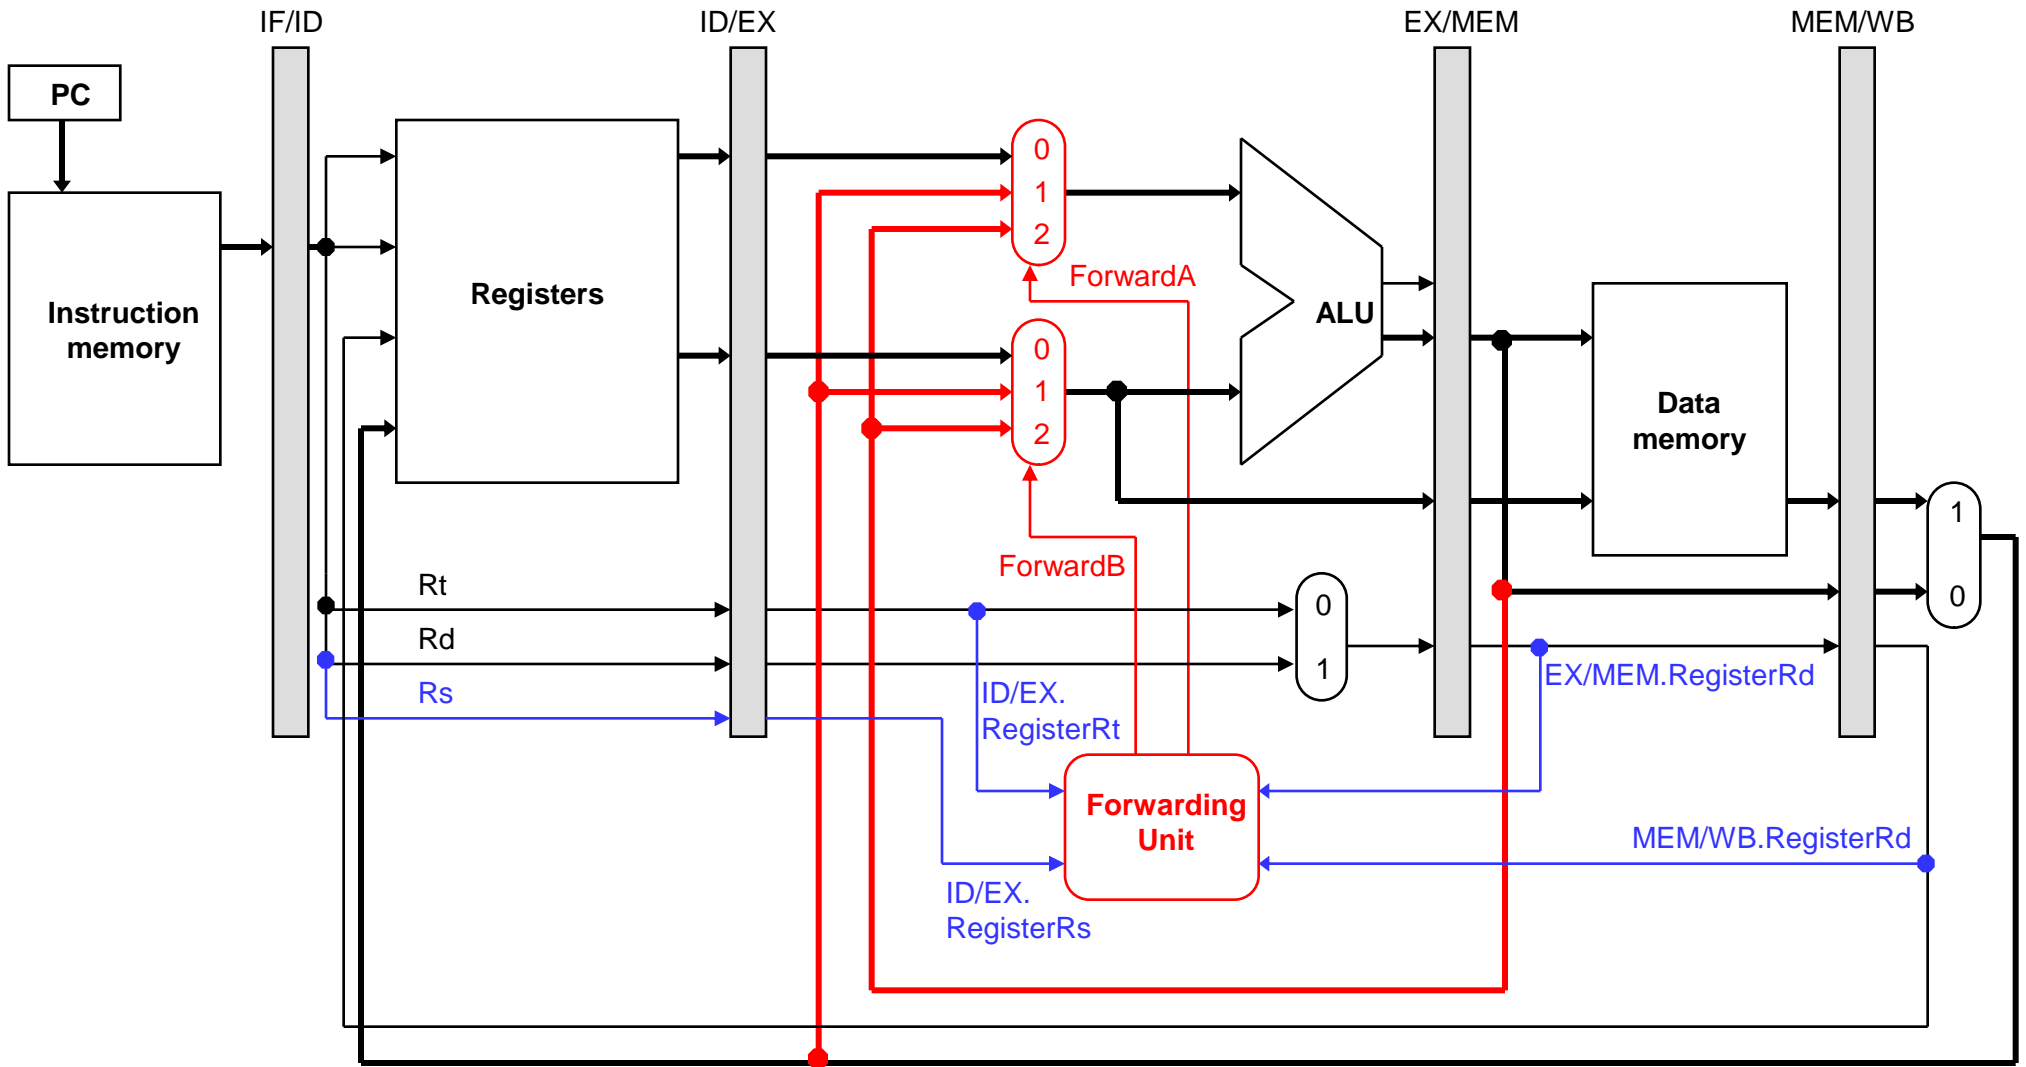 IF/ID
ID/EX
EX/MEM
MEM/WB
PC
0
1
2
ForwardA
Instruction
memory
Registers
ALU
0
1
2
Data
memory
1
0
ForwardB
Rt
Rd
Rs
0
1
ID/EX.
RegisterRt
EX/MEM.RegisterRd
Forwarding
Unit
MEM/WB.RegisterRd
ID/EX.
RegisterRs